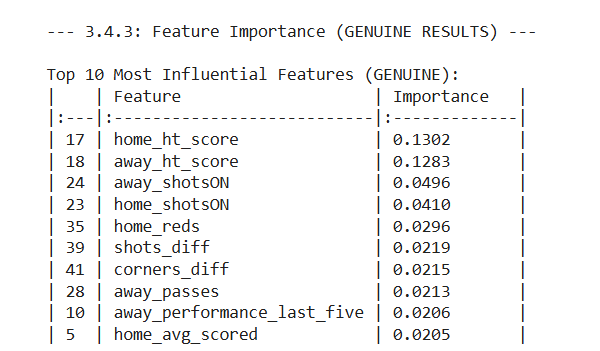 --- 3.4.3: Feature Importance (GENUINE RESULTS) ---
Top 10 Most Influential Features (GENUINE):
|    | Feature                   | Importance   |
|:---|:--------------------------|:-------------|
| 17 | home_ht_score             | 0.1302       |
| 18 | away_ht_score             | 0.1283       |
| 24 | away_shotsON              | 0.0496       |
| 23 | home_shotsON              | 0.0410       |
| 35 | home_reds                 | 0.0296       |
| 39 | shots_diff                | 0.0219       |
| 41 | corners_diff              | 0.0215       |
| 28 | away_passes               | 0.0213       |
| 10 | away_performance_last_five | 0.0206       |
| 5  | home_avg_scored           | 0.0205       |